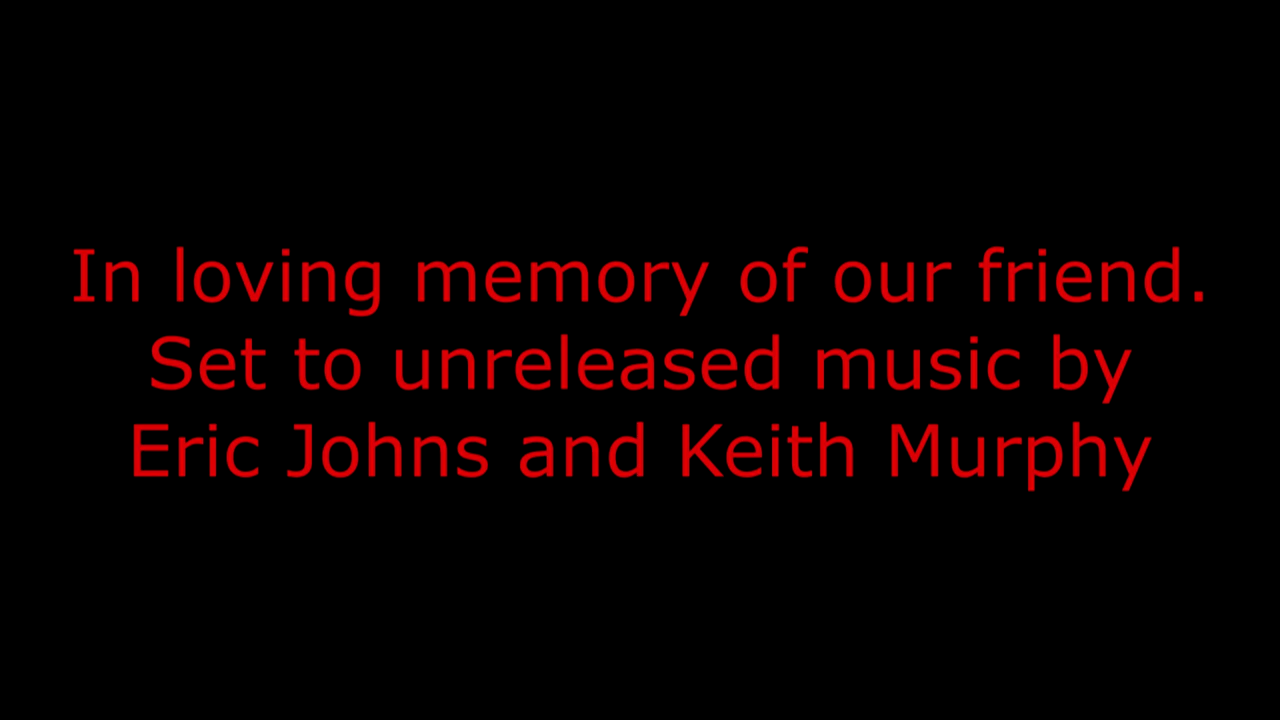 In loving memory of our friend.
Set to unreleased music by
Eric Johns and Keith Murphy